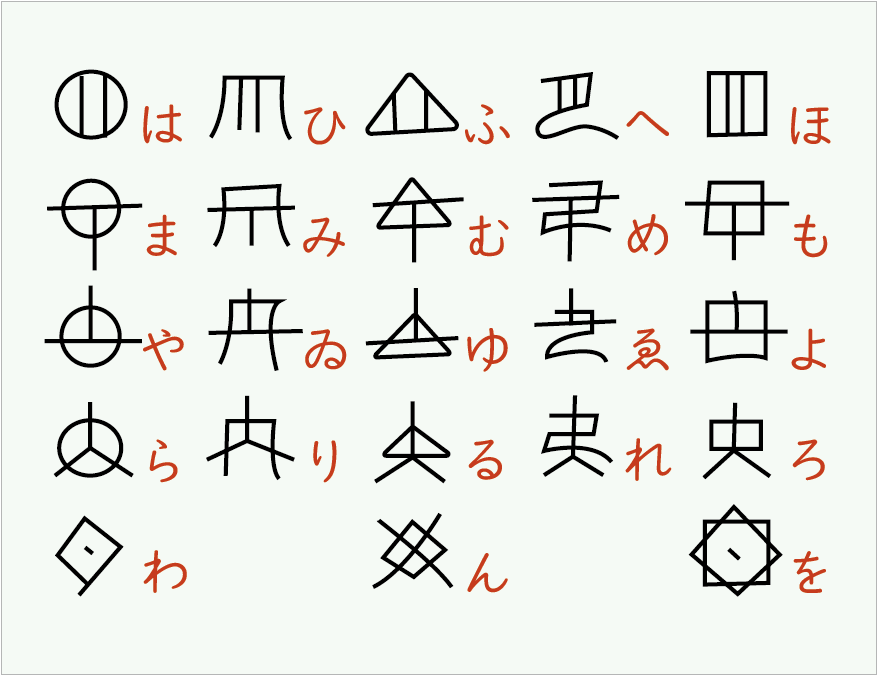 は ひ ふ へ ほ
ま み む め も
や ゐ ゆ ゑ よ
ら り る れ ろ
わ ん を